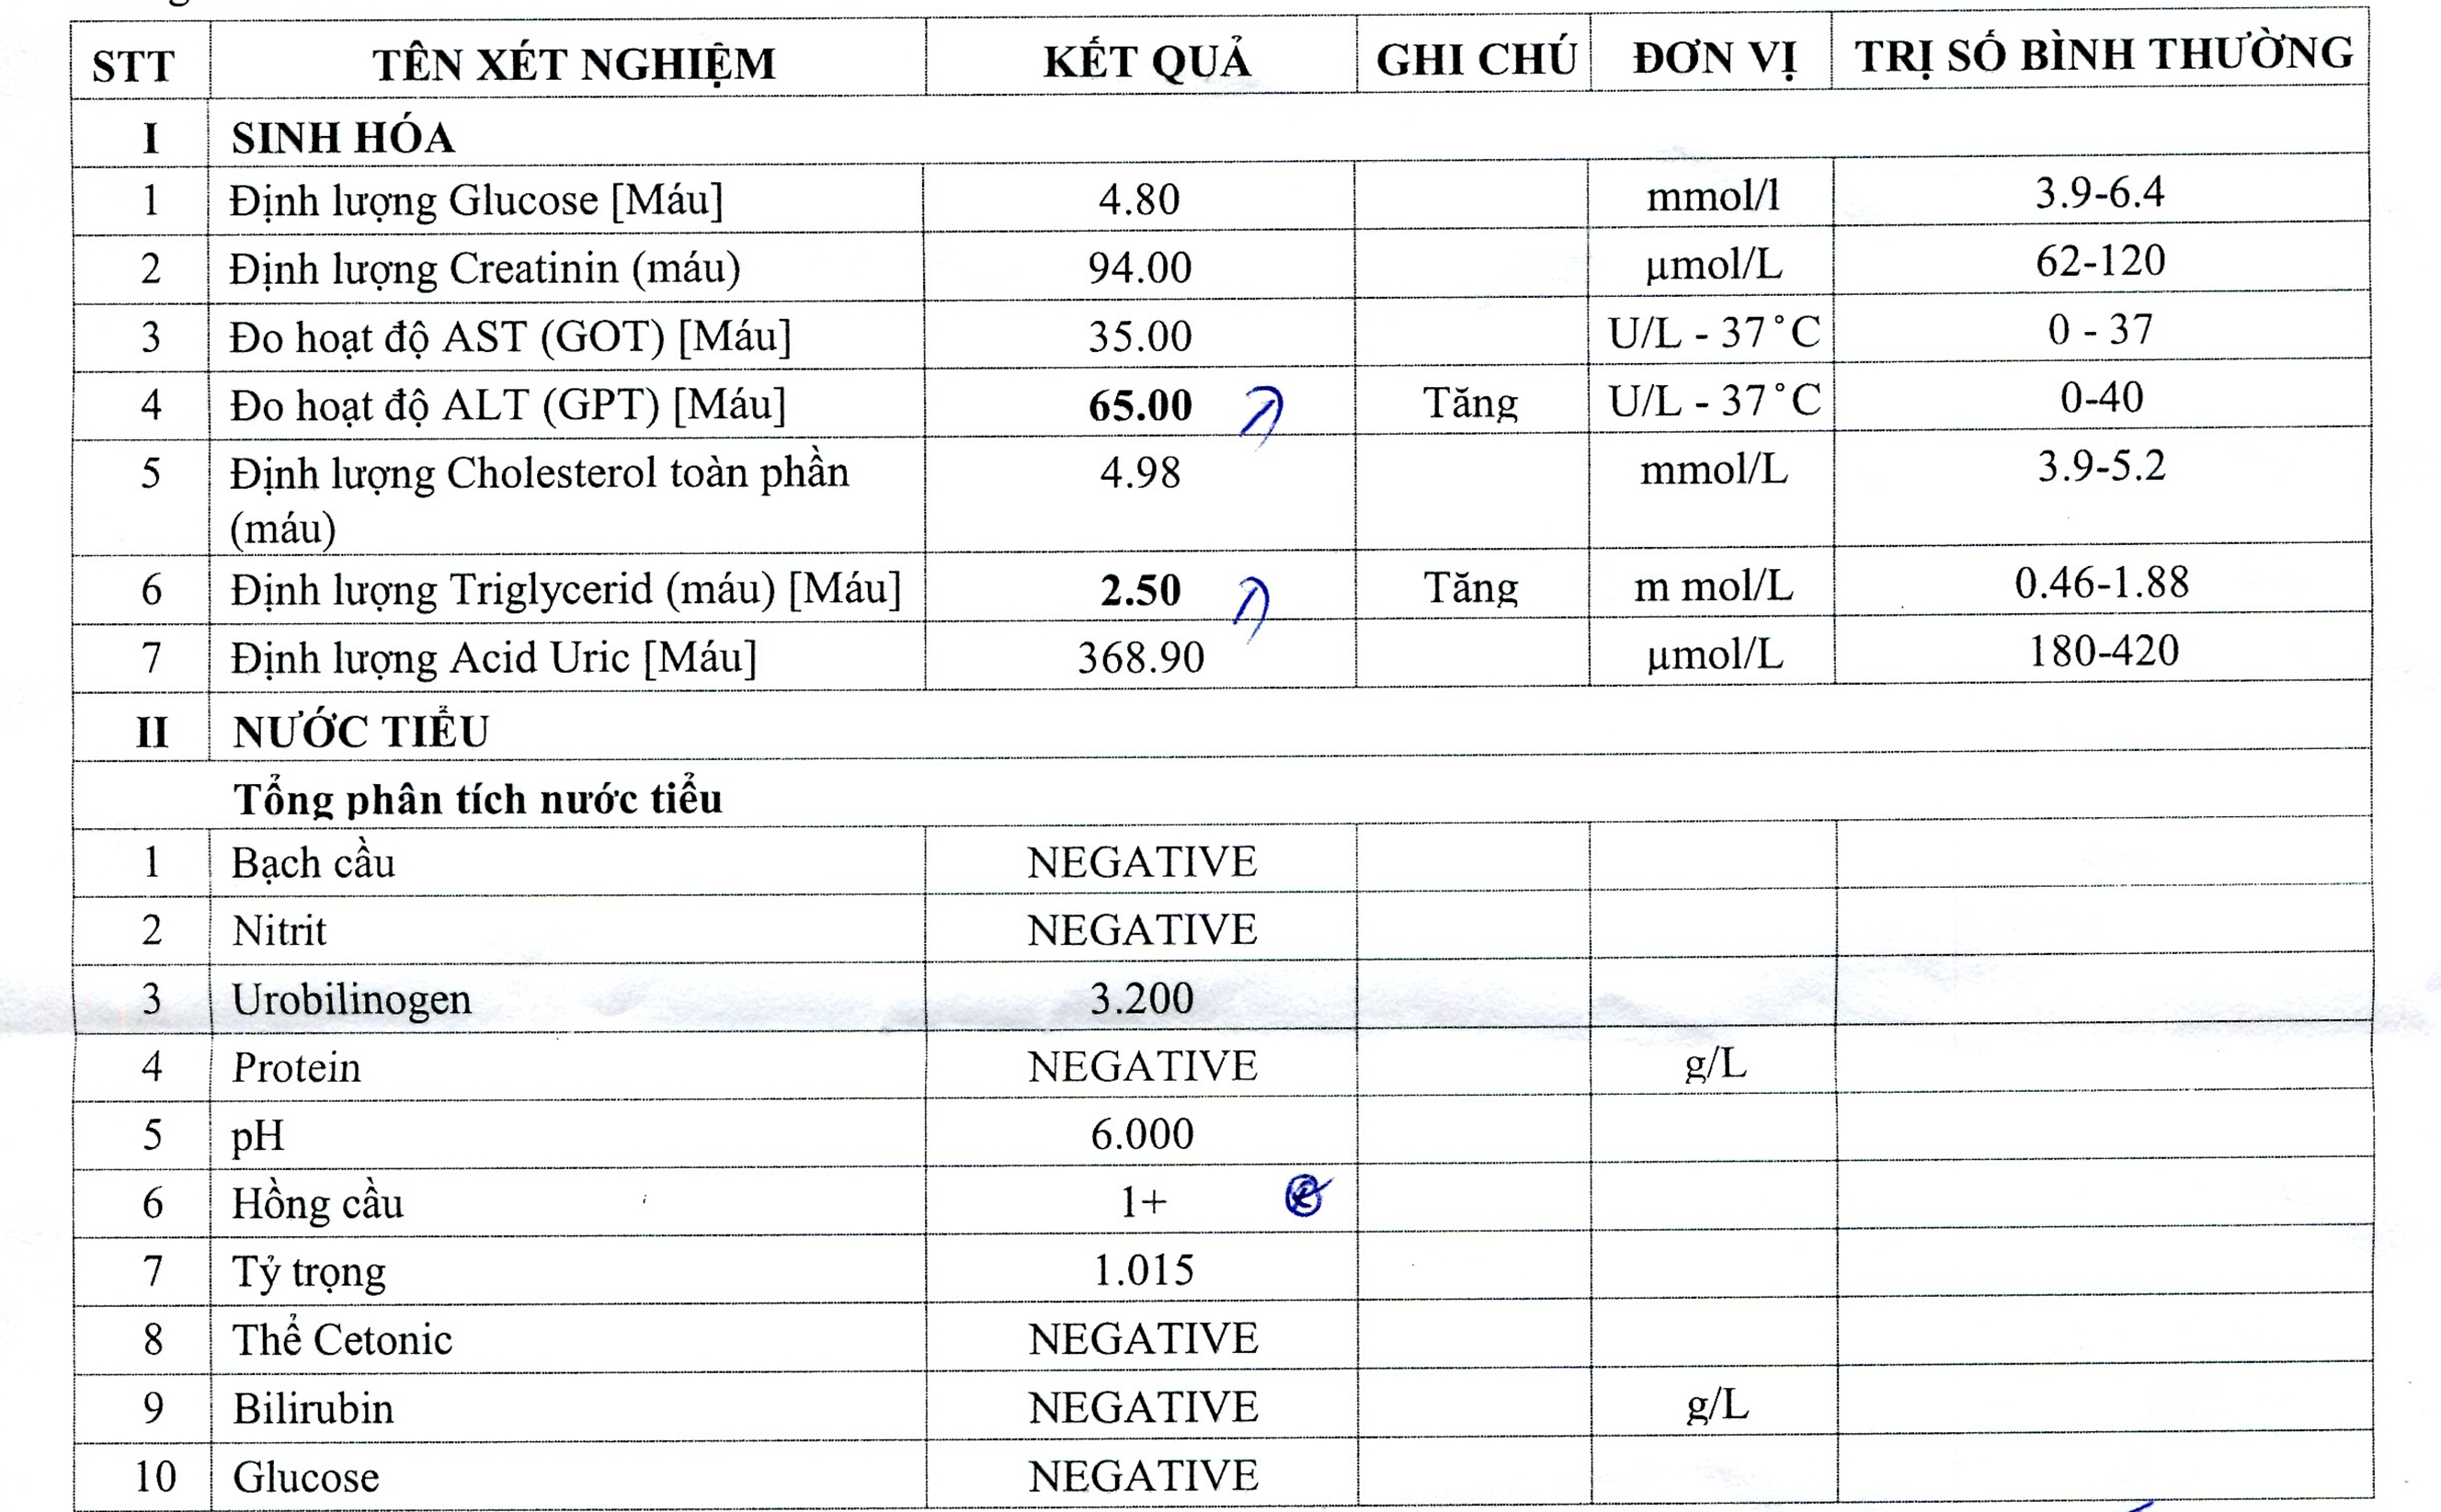 STT TÊN XÉT NGHIỆM KẾT QUẢ GHI CHÚ ĐƠN VỊ TRỊ SỐ BÌNH THƯỜNG
I SINH HÓA
1 Định lượng Glucose [Máu] 4.80 mmol/l 3.9-6.4
2 Định lượng Creatinin (máu) 94.00 µmol/L 62-120
3 Đo hoạt độ AST (GOT) [Máu] 35.00 U/L - 37°C 0 - 37
4 Đo hoạt độ ALT (GPT) [Máu] 65.00 Tăng U/L - 37°C 0-40
5 Định lượng Cholesterol toàn phần 4.98 mmol/L 3.9-5.2
(máu)
6 Định lượng Triglycerid (máu) [Máu] 2.50 Tăng m mol/L 0.46-1.88
7 Định lượng Acid Uric [Máu] 368.90 µmol/L 180-420
II NƯỚC TIỂU
Tổng phân tích nước tiểu
1 Bạch cầu NEGATIVE
2 Nitrit NEGATIVE
3 Urobilinogen 3.200
4 Protein NEGATIVE g/L
5 pH 6.000
6 Hồng cầu 1+
7 Tỷ trọng 1.015
8 Thể Cetonic NEGATIVE
9 Bilirubin NEGATIVE g/L
10 Glucose NEGATIVE